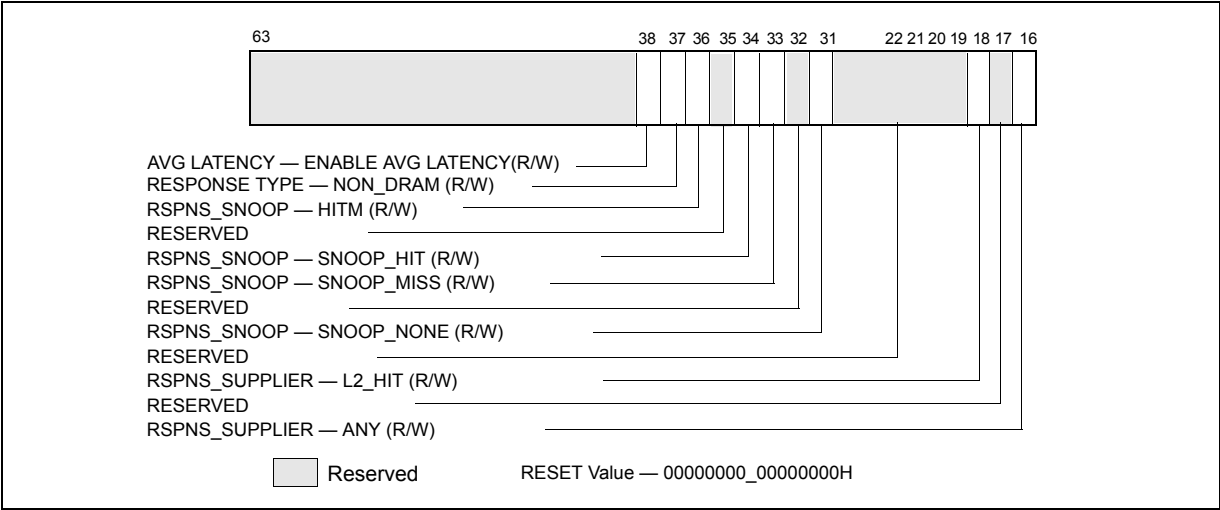 63 38 37 36 35 34 33 32 31 22 21 20 19 18 17 16
AVG LATENCY — ENABLE AVG LATENCY(R/W)
RESPONSE TYPE — NON_DRAM (R/W)
RSPNS_SNOOP — HITM (R/W)
RESERVED
RSPNS_SNOOP — SNOOP_HIT (R/W)
RSPNS_SNOOP — SNOOP_MISS (R/W)
RESERVED
RSPNS_SNOOP — SNOOP_NONE (R/W)
RESERVED
RSPNS_SUPPLIER — L2_HIT (R/W)
RESERVED
RSPNS_SUPPLIER — ANY (R/W)
Reserved RESET Value — 00000000_00000000H